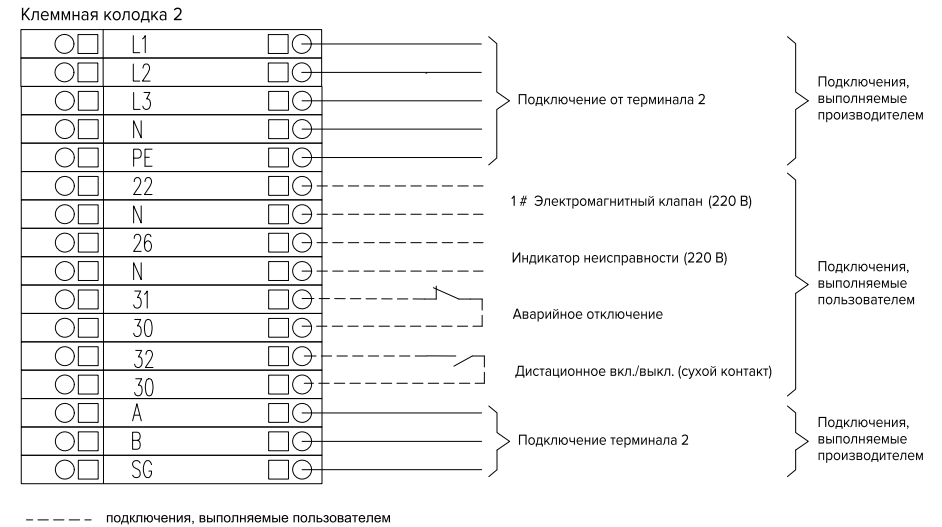 Клеммная колодка 2
L1
L2
L3
N
PE
22
N
26
N
31
30
32
30
A
B
SG
Подключение от терминала 2
1# Электромагнитный клапан (220 В)
Индикатор неисправности (220 В)
Аварийное отключение
Дистационное вкл./выкл. (сухой контакт)
Подключение терминала 2
Подключения,
выполняемые
производителем
Подключения,
выполняемые
пользователем
Подключения,
выполняемые
производителем
подключения, выполняемые пользователем